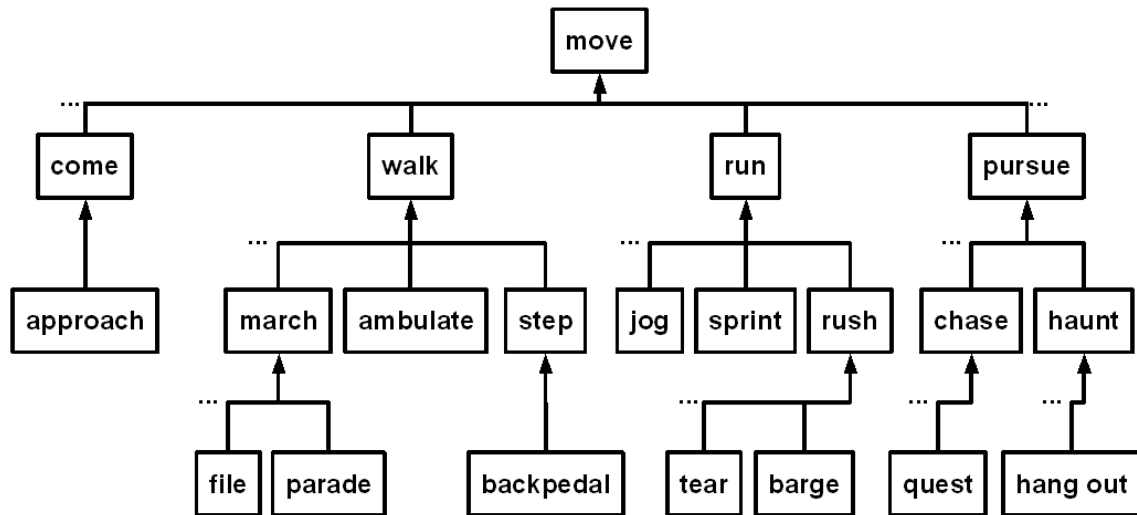 move
... ...
come walk run pursue
... ... ...
approach march ambulate step jog sprint rush chase haunt
... ... ... ...
file parade backpedal tear barge quest hang out